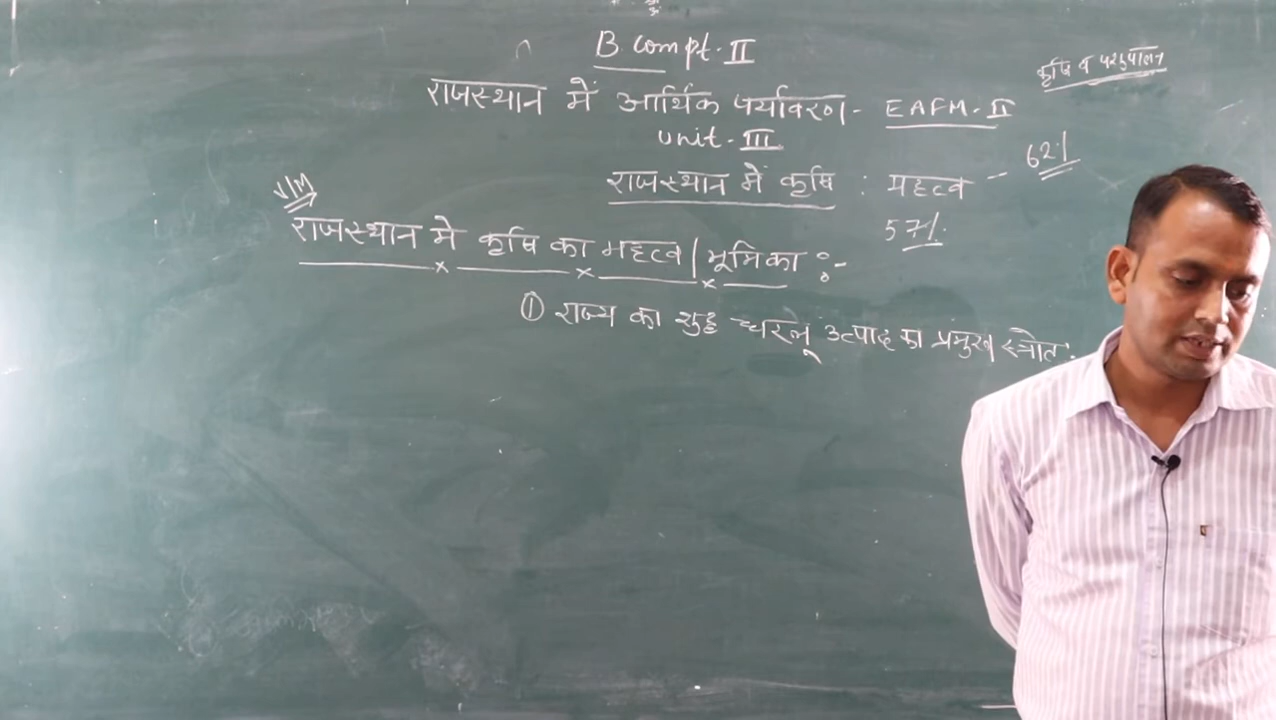 B. Com pt. II
कृषि व पशुपालन
राजस्थान में आर्थिक पर्यावरण - EAFM - II
Unit - III
राजस्थान में कृषि : महत्व - 62%
57%
V/M
राजस्थान में कृषि का महत्व / भूमिका :-
① राज्य का शुद्ध घरेलू उत्पाद का प्रमुख स्त्रोत.